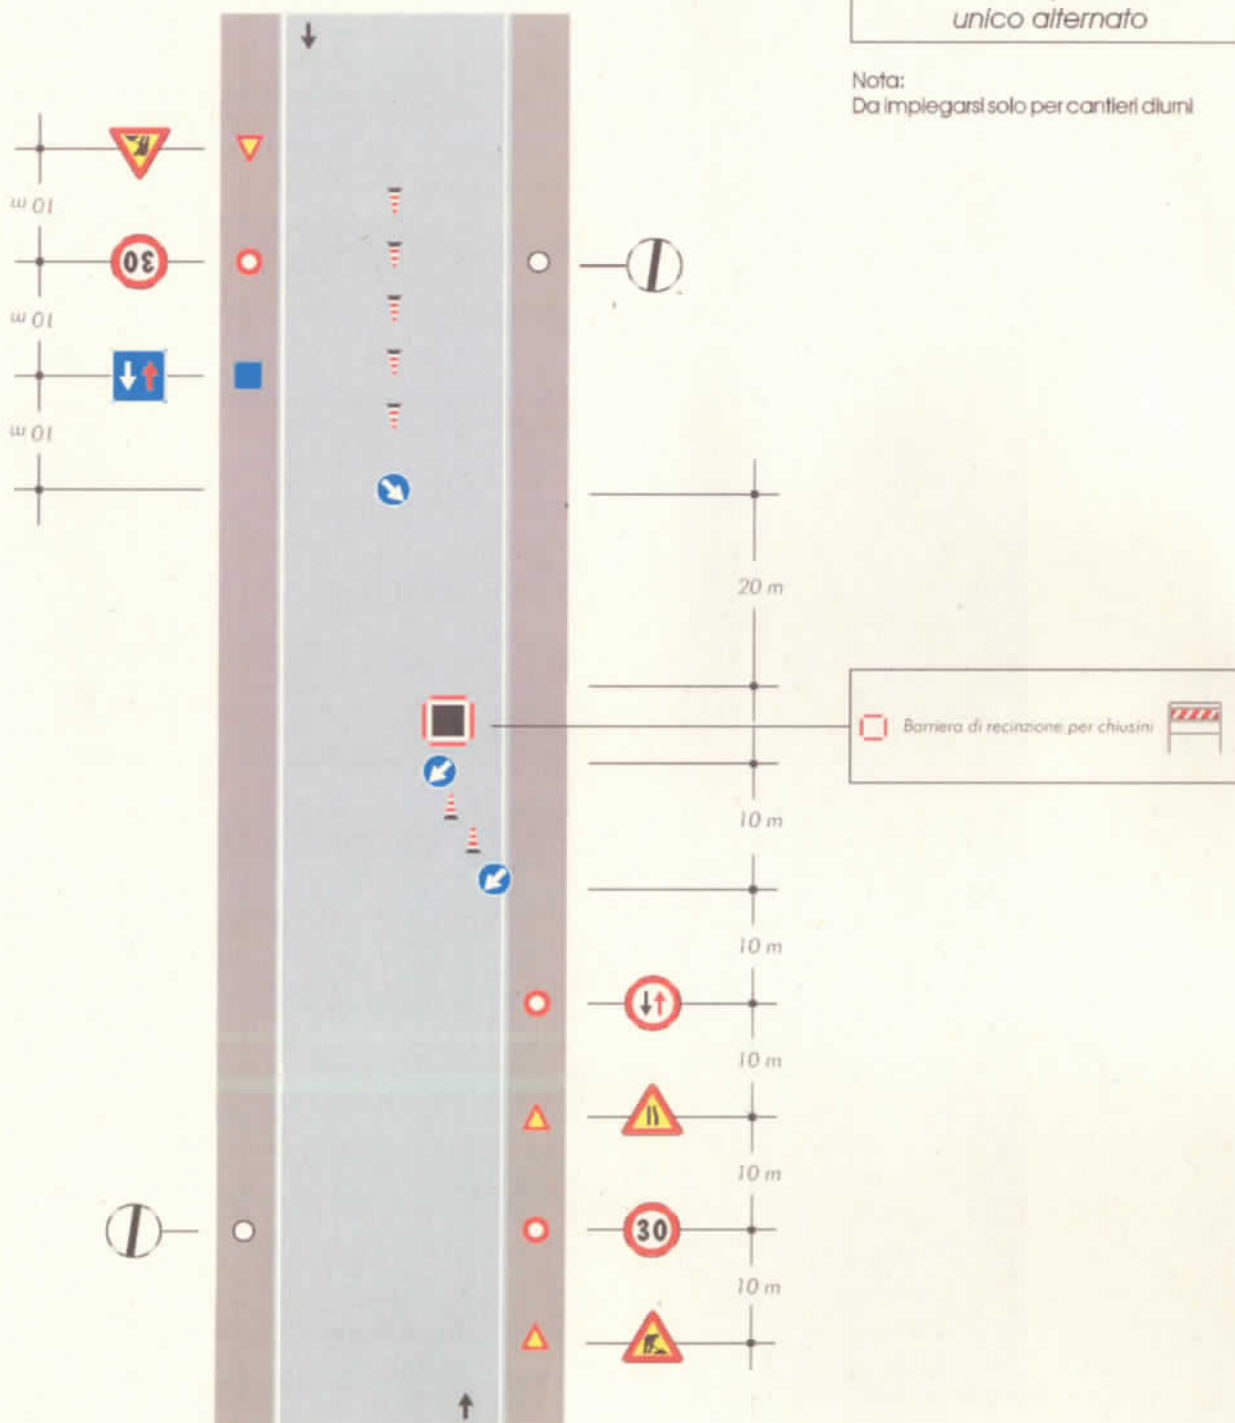 unico alternato
Nota:
Da impiegarsi solo per cantieri diurni
10 m
30
10 m
10 m
20 m
Barriera di recinzione per chiusini
10 m
10 m
10 m
10 m
30
10 m